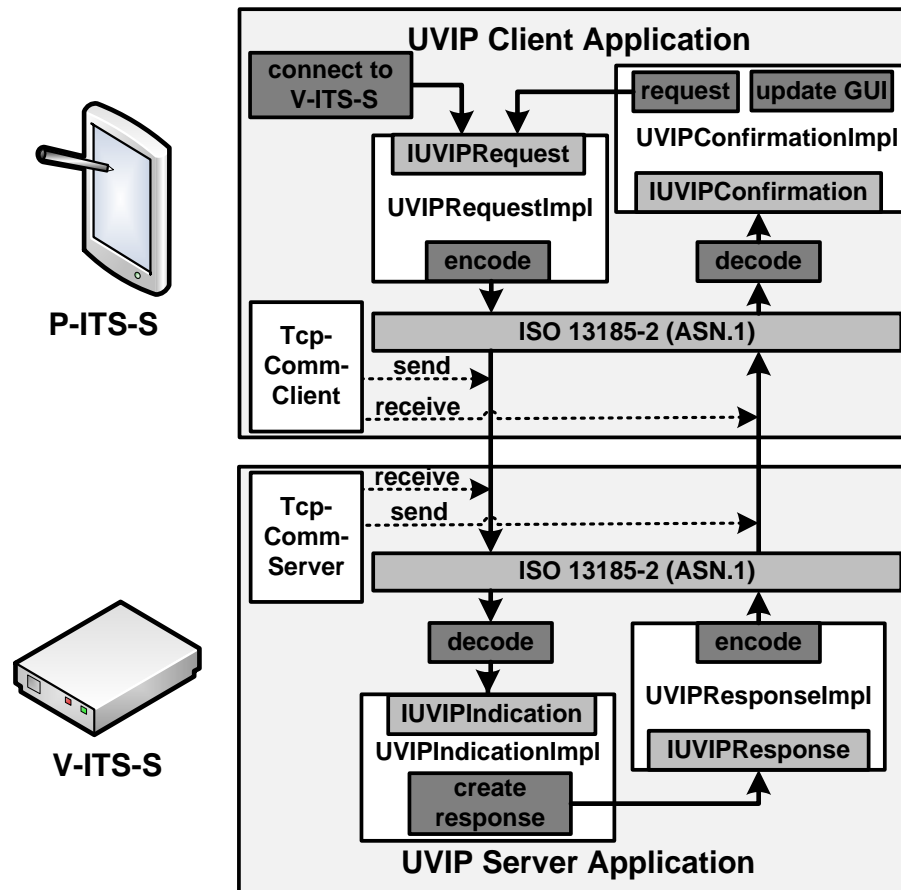 UVIP Client Application
connect to
V-ITS-S
request
update GUI
UVIPConfirmationImpl
IUVIPRequest
IUVIPConfirmation
UVIPRequestImpl
encode
decode
P-ITS-S
ISO 13185-2 (ASN.1)
Tcp-
Comm-
Client
send
receive
Tcp-
Comm-
Server
receive
send
ISO 13185-2 (ASN.1)
decode
encode
UVIPResponseImpl
IUVIPIndication
UVIPIndicationImpl
IUVIPResponse
create
response
V-ITS-S
UVIP Server Application